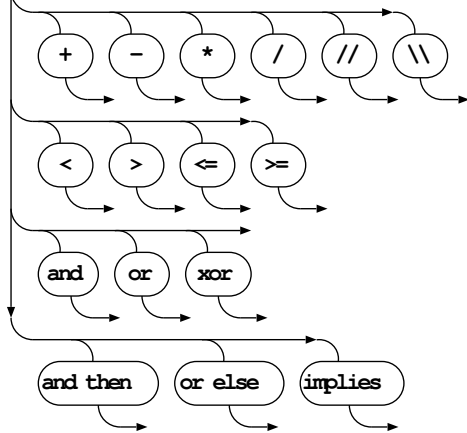 + - * / // \\
< > <= >=
and or xor
and then or else implies